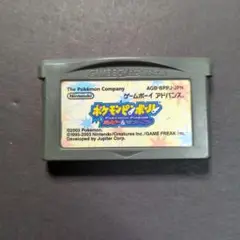 The Pokémon Company
AGB-BPPJ-JPN
Nintendo
ゲームボーイ アドバンス
ポケモンピンボール
©2003 Pokémon.
©1995-2003 Nintendo/Creatures inc./GAME FREAK inc.
Developed by Jupiter Corp.